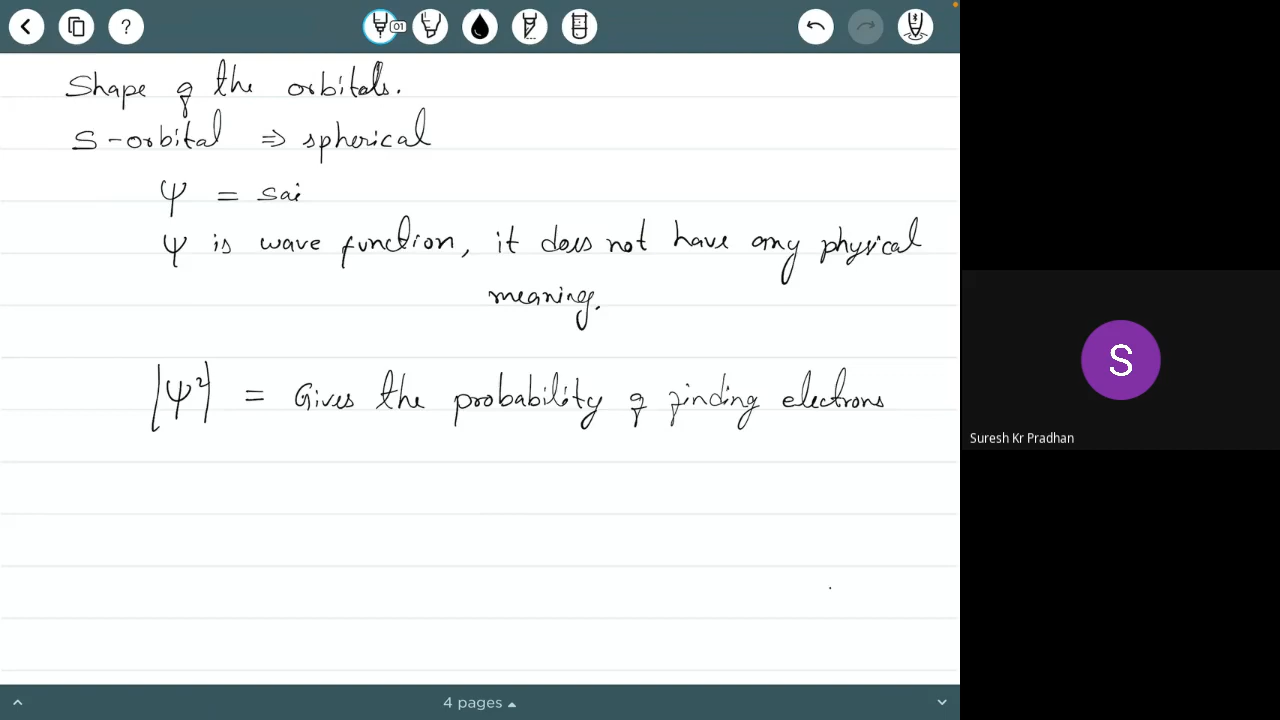 ?
01
Shape of the orbitals.
S-orbital ⇒ spherical
Ψ = sai
Ψ is wave function, it does not have any physical
meaning.
|Ψ²| = Gives the probability of finding electrons
S
Suresh Kr Pradhan
4 pages